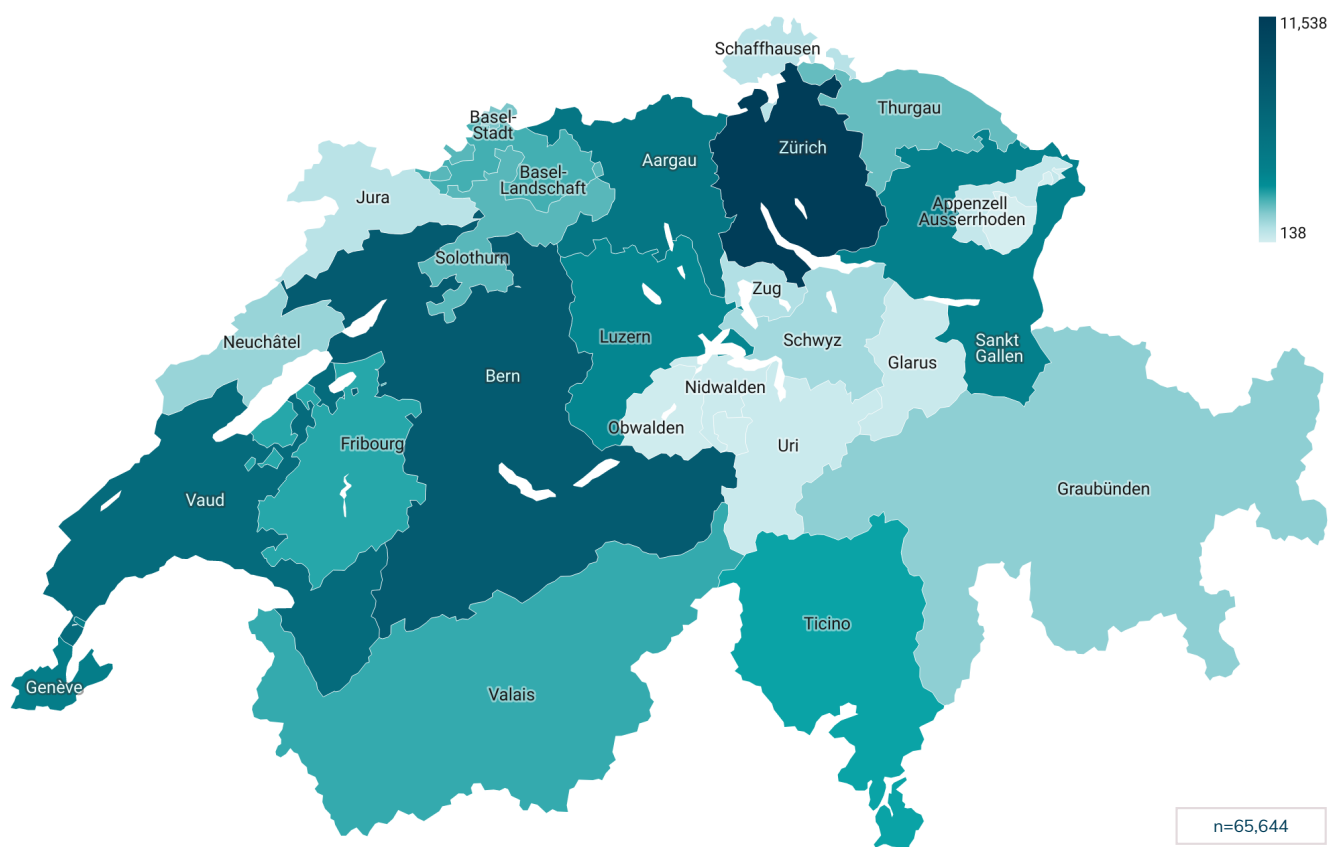 11,538
Schaffhausen
Thurgau
Basel-
Stadt
Zürich
Aargau
Basel-
Landschaft
Jura
Appenzell
Ausserrhoden
138
Solothurn
Zug
Luzern
Schwyz
Neuchâtel
Sankt
Gallen
Glarus
Bern
Nidwalden
Obwalden
Fribourg
Uri
Graubünden
Vaud
Ticino
Genève
Valais
n=65,644